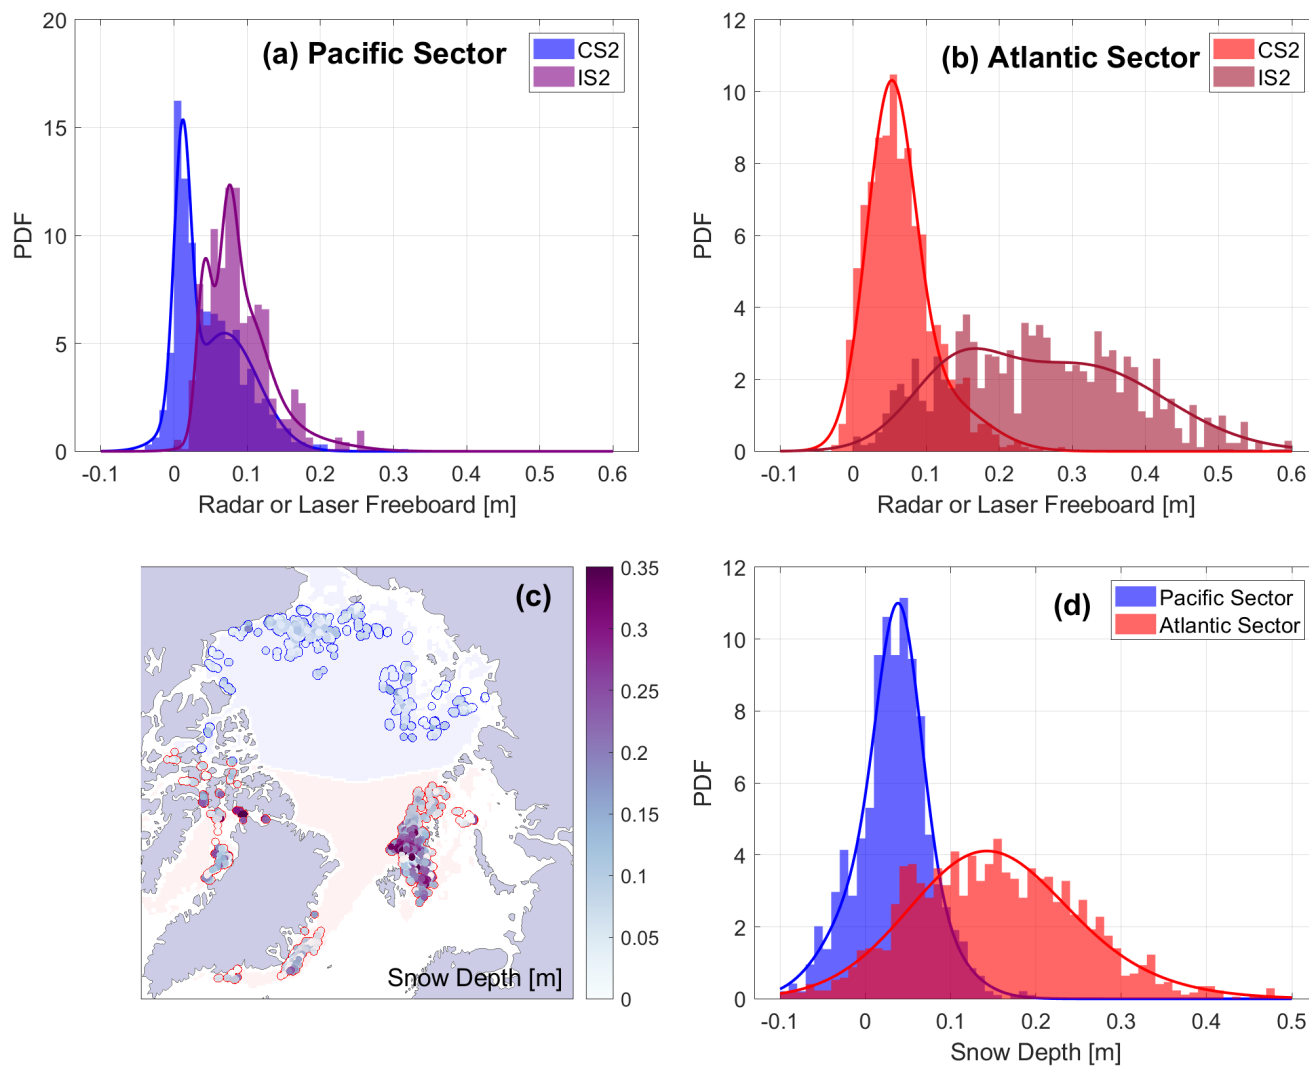 20
15
10
5
0
PDF
(a) Pacific Sector
CS2
IS2
-0.1 0 0.1 0.2 0.3 0.4 0.5 0.6
Radar or Laser Freeboard [m]
12
10
8
6
4
2
0
PDF
(b) Atlantic Sector
CS2
IS2
-0.1 0 0.1 0.2 0.3 0.4 0.5 0.6
Radar or Laser Freeboard [m]
(c)
Snow Depth [m]
0.35
0.3
0.25
0.2
0.15
0.1
0.05
0
12
10
8
6
4
2
0
PDF
(d)
Pacific Sector
Atlantic Sector
-0.1 0 0.1 0.2 0.3 0.4 0.5
Snow Depth [m]